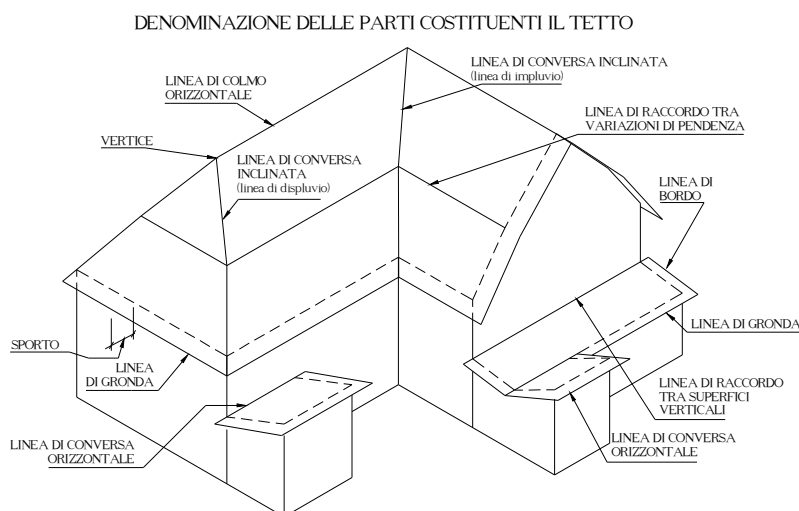 DENOMINAZIONE DELLE PARTI COSTITUENTI IL TETTO
LINEA DI CONVERSA INCLINATA
(linea di impluvio)
LINEA DI COLMO
ORIZZONTALE
LINEA DI RACCORDO TRA
VARIAZIONI DI PENDENZA
VERTICE
LINEA DI CONVERSA
INCLINATA
(linea di displuvio)
LINEA DI
BORDO
LINEA DI GRONDA
SPORTO
LINEA
DI GRONDA
LINEA DI RACCORDO
TRA SUPERFICI
VERTICALI
LINEA DI CONVERSA
ORIZZONTALE
LINEA DI CONVERSA
ORIZZONTALE